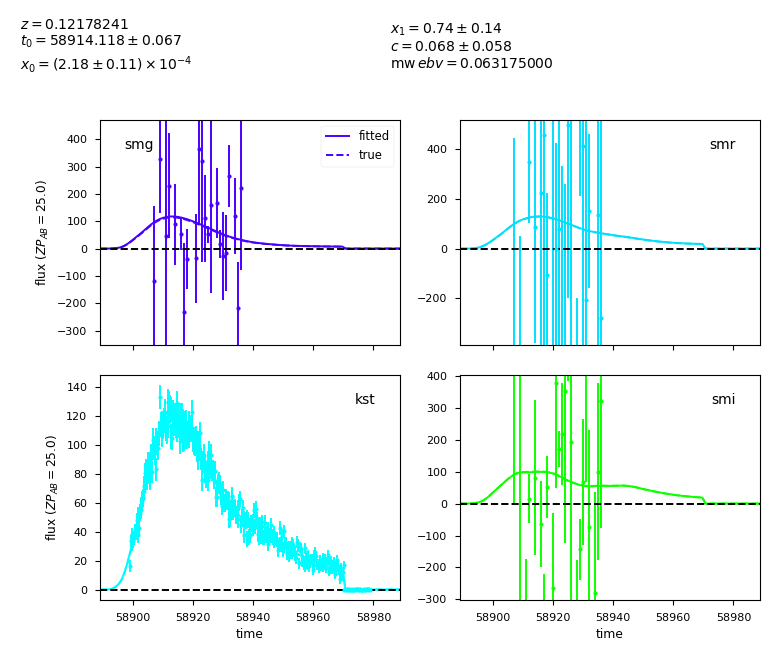 z = 0.12178241
t₀ = 58914.118 ± 0.067
x₀ = (2.18 ± 0.11) × 10⁻⁴
x₁ = 0.74 ± 0.14
c = 0.068 ± 0.058
mw ebv = 0.063175000
smg
fitted
true
400
300
200
100
0
−100
−200
−300
flux (ZP_AB = 25.0)
smr
400
200
0
−200
kst
140
120
100
80
60
40
20
0
flux (ZP_AB = 25.0)
58900 58920 58940 58960 58980
time
smi
400
300
200
100
0
−100
−200
−300
58900 58920 58940 58960 58980
time